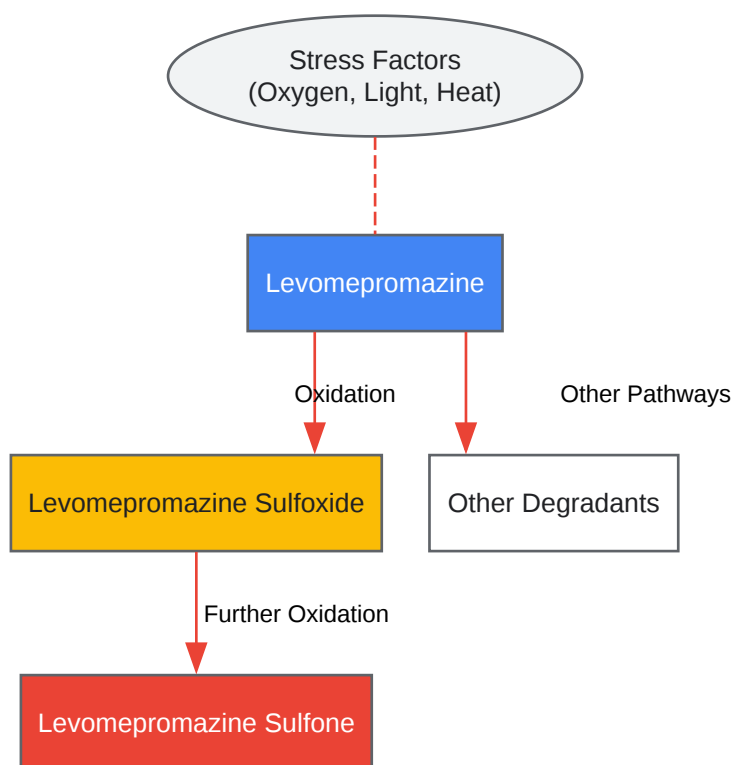 Stress Factors
(Oxygen, Light, Heat)
Levomepromazine
Oxidation
Other Pathways
Levomepromazine Sulfoxide
Other Degradants
Further Oxidation
Levomepromazine Sulfone